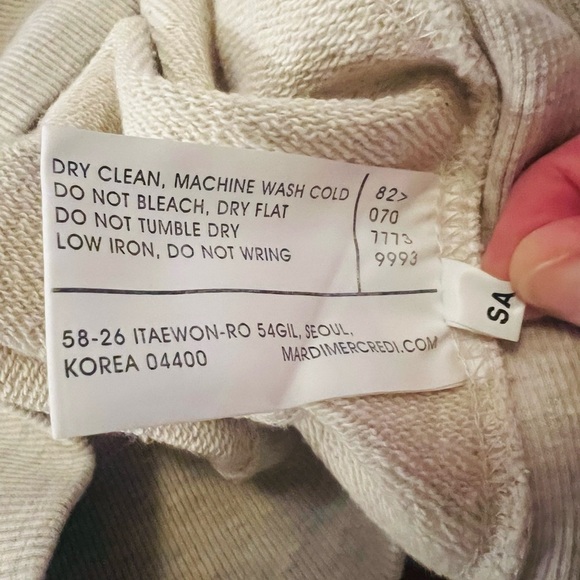 DRY CLEAN, MACHINE WASH COLD
DO NOT BLEACH, DRY FLAT
DO NOT TUMBLE DRY
LOW IRON, DO NOT WRING
82>
070
7773
9993
58-26 ITAEWON-RO 54GIL, SEOUL,
KOREA 04400
MARDIMERCREDI.COM
SA